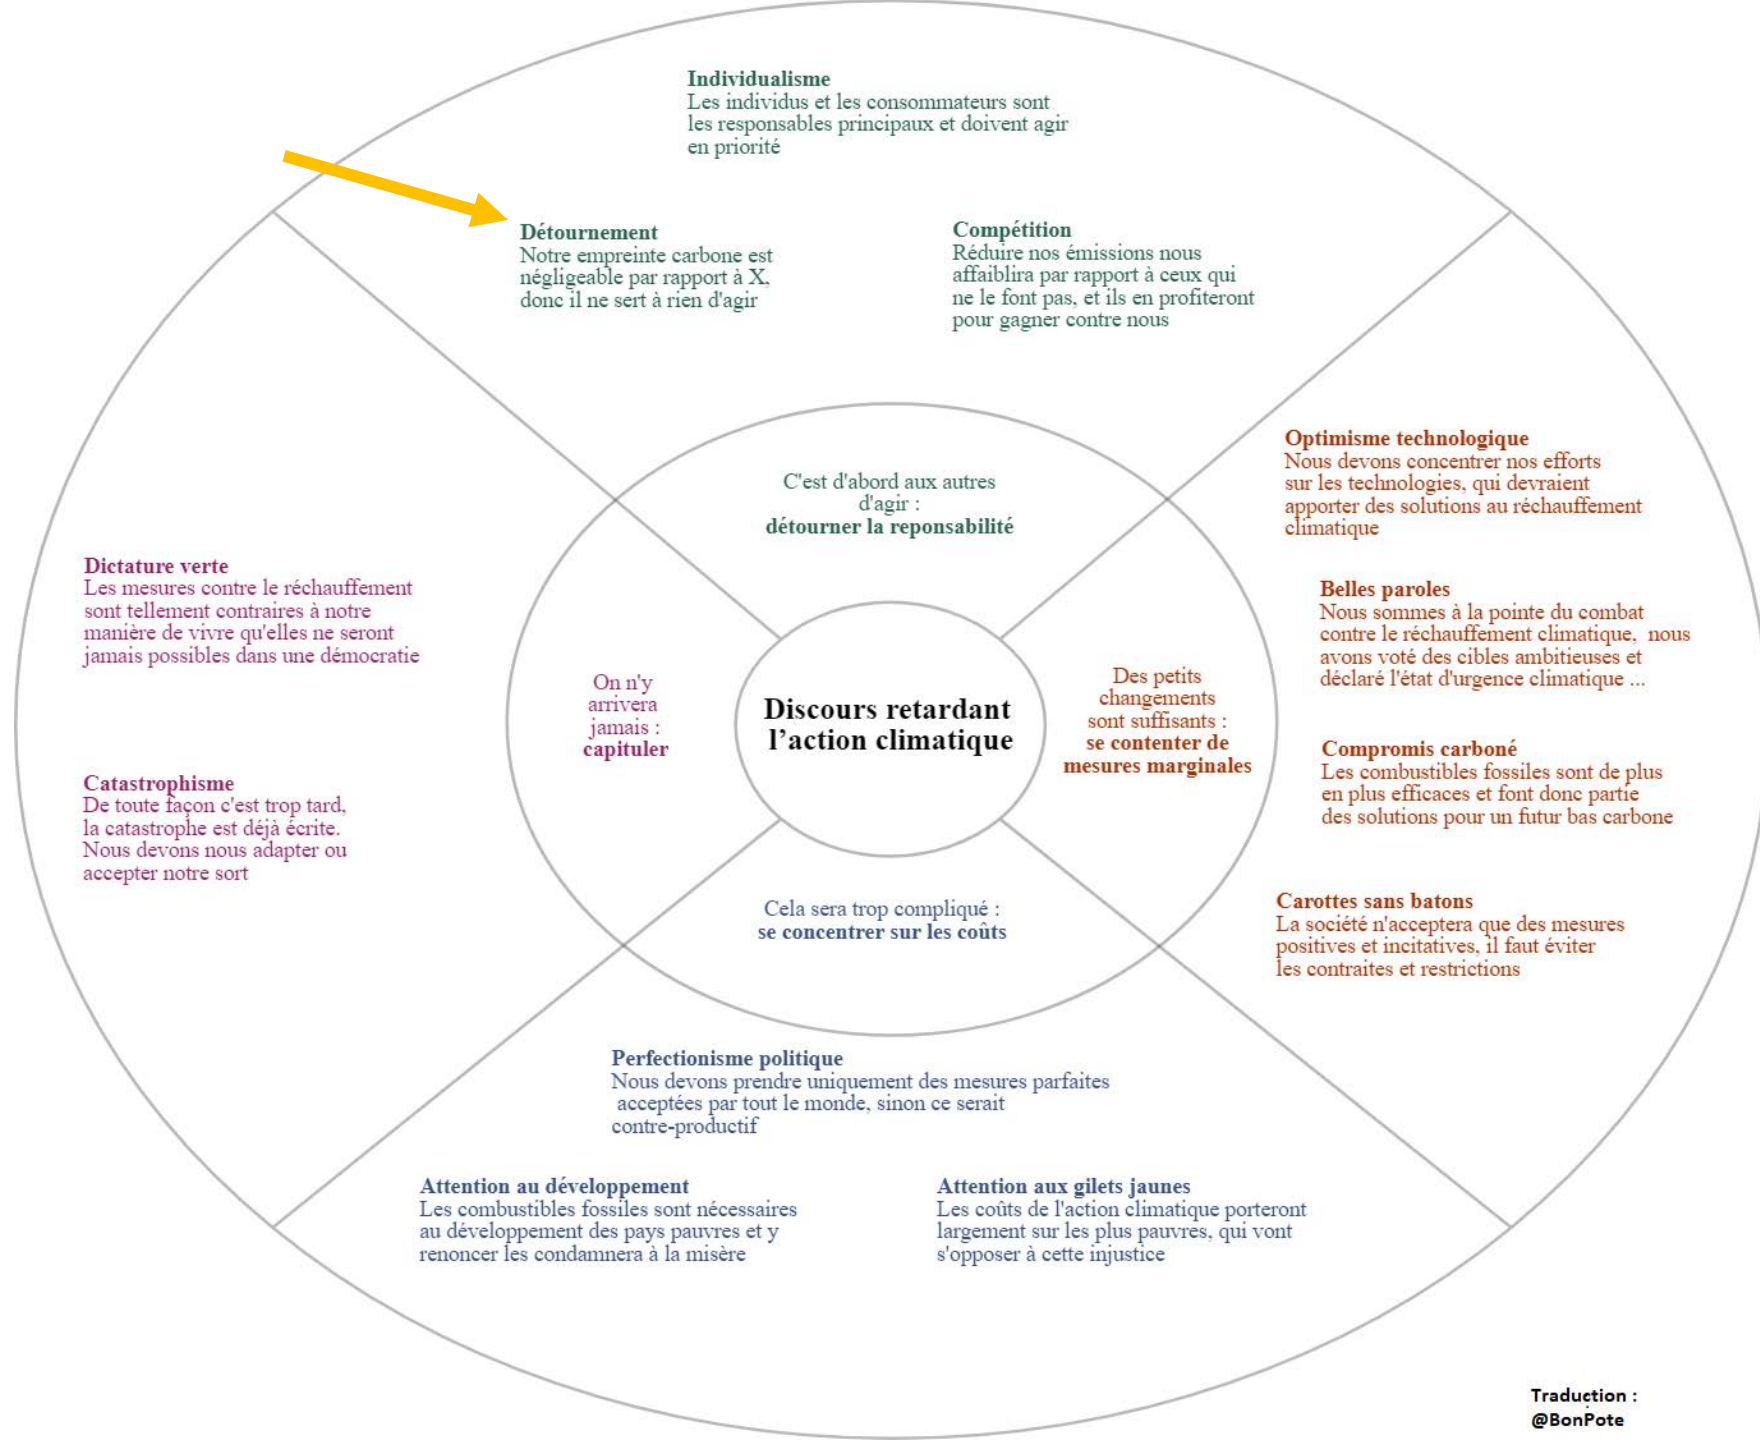 Individualisme
Les individus et les consommateurs sont
les responsables principaux et doivent agir
en priorité
Détournement
Notre empreinte carbone est
négligeable par rapport à X,
donc il ne sert à rien d'agir
Compétition
Réduire nos émissions nous
affaiblira par rapport à ceux qui
ne le font pas, et ils en profiteront
pour gagner contre nous
C'est d'abord aux autres
d'agir :
détourner la reponsabilité
Optimisme technologique
Nous devons concentrer nos efforts
sur les technologies, qui devraient
apporter des solutions au réchauffement
climatique
Belles paroles
Nous sommes à la pointe du combat
contre le réchauffement climatique, nous
avons voté des cibles ambitieuses et
déclaré l'état d'urgence climatique ...
Compromis carboné
Les combustibles fossiles sont de plus
en plus efficaces et font donc partie
des solutions pour un futur bas carbone
Carottes sans batons
La société n'acceptera que des mesures
positives et incitatives, il faut éviter
les contraites et restrictions
Des petits
changements
sont suffisants :
se contenter de
mesures marginales
Discours retardant
l’action climatique
On n'y
arrivera
jamais :
capituler
Dictature verte
Les mesures contre le réchauffement
sont tellement contraires à notre
manière de vivre qu'elles ne seront
jamais possibles dans une démocratie
Catastrophisme
De toute façon c'est trop tard,
la catastrophe est déjà écrite.
Nous devons nous adapter ou
accepter notre sort
Cela sera trop compliqué :
se concentrer sur les coûts
Perfectionisme politique
Nous devons prendre uniquement des mesures parfaites
acceptées par tout le monde, sinon ce serait
contre-productif
Attention au développement
Les combustibles fossiles sont nécessaires
au développement des pays pauvres et y
renoncer les condamnera à la misère
Attention aux gilets jaunes
Les coûts de l'action climatique porteront
largement sur les plus pauvres, qui vont
s'opposer à cette injustice
Traduction :
@BonPote